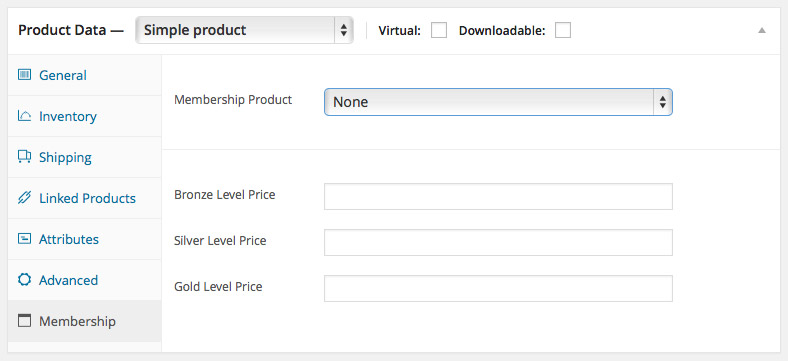 Product Data — Simple product Virtual: Downloadable:
General
Inventory
Shipping
Linked Products
Attributes
Advanced
Membership
Membership Product None
Bronze Level Price
Silver Level Price
Gold Level Price